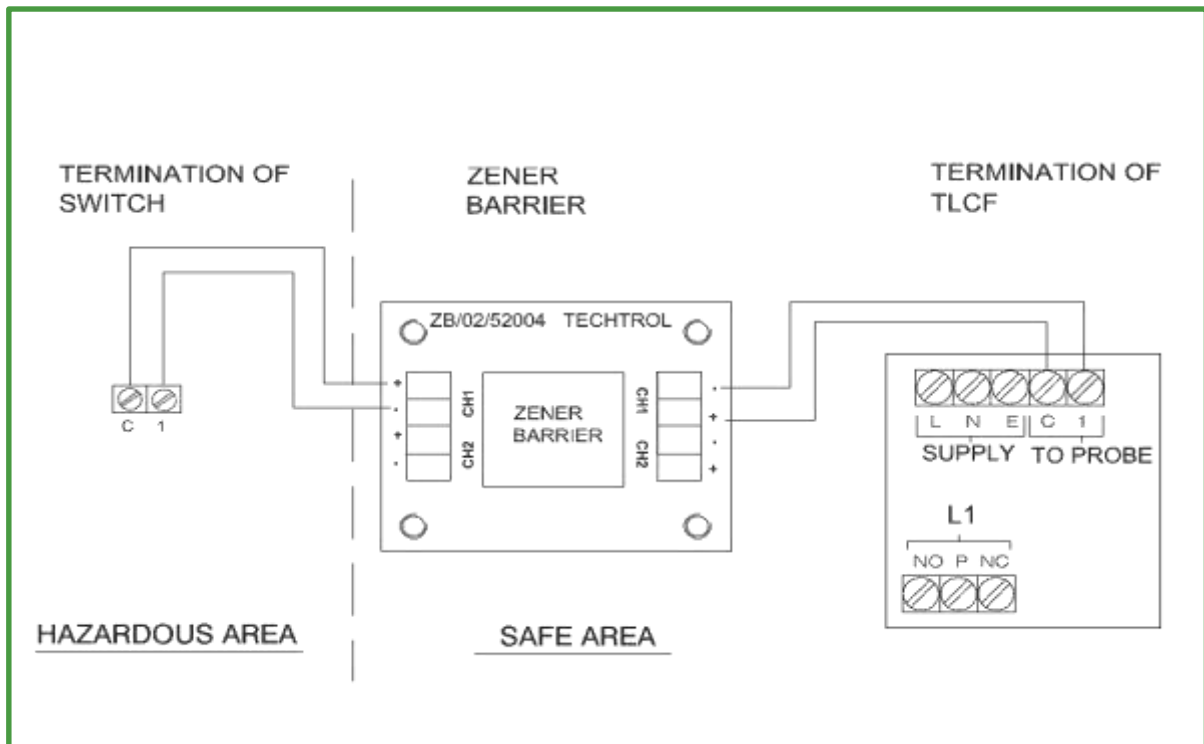 TERMINATION OF
SWITCH
ZENER
BARRIER
TERMINATION OF
TLCF
ZB/02/52004 TECHTROL
+
-
+
-
CH1
CH2
ZENER
BARRIER
CH1
CH2
-
+
-
+
C 1
L N E C 1
SUPPLY TO PROBE
L1
NO P NC
HAZARDOUS AREA
SAFE AREA